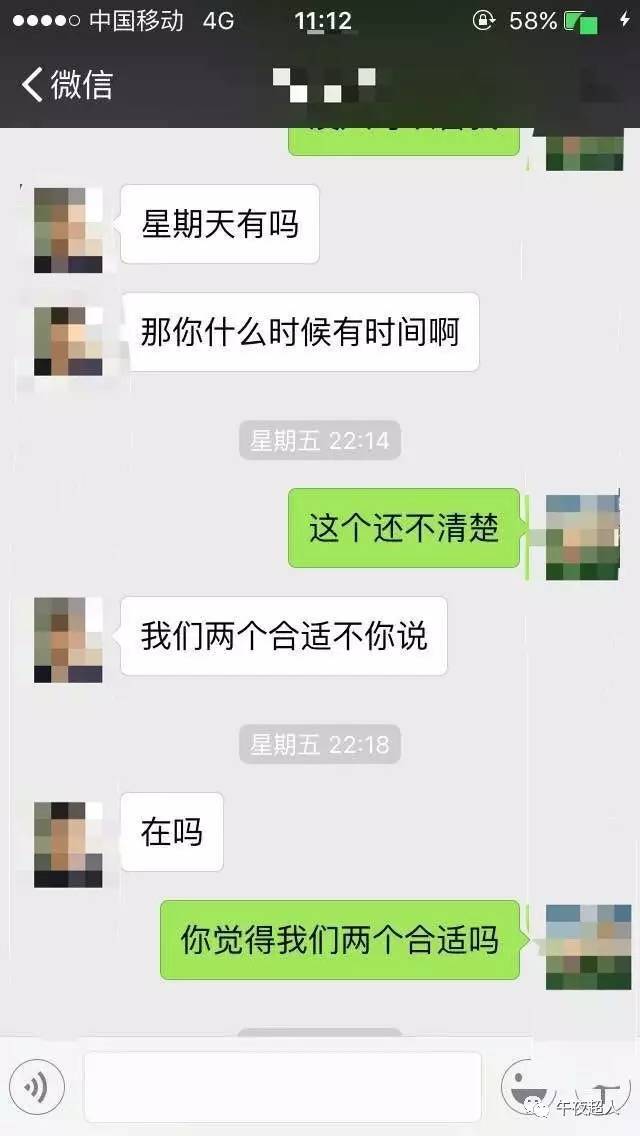 中国移动 4G 11:12 58%
微信
星期天有吗
那你什么时候有时间啊
星期五 22:14
这个还不清楚
我们两个合适不你说
星期五 22:18
在吗
你觉得我们两个合适吗
午夜超人